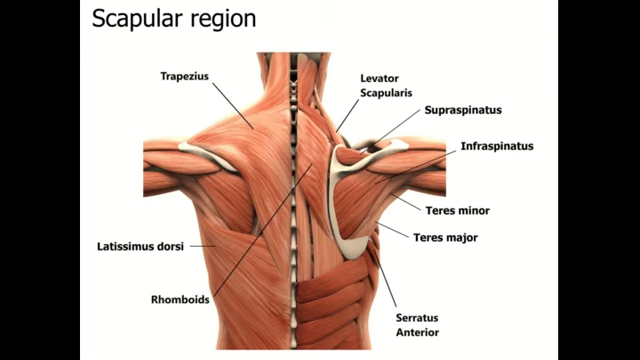 Scapular region
Trapezius
Levator
Scapularis
Supraspinatus
Infraspinatus
Teres minor
Teres major
Latissimus dorsi
Rhomboids
Serratus
Anterior